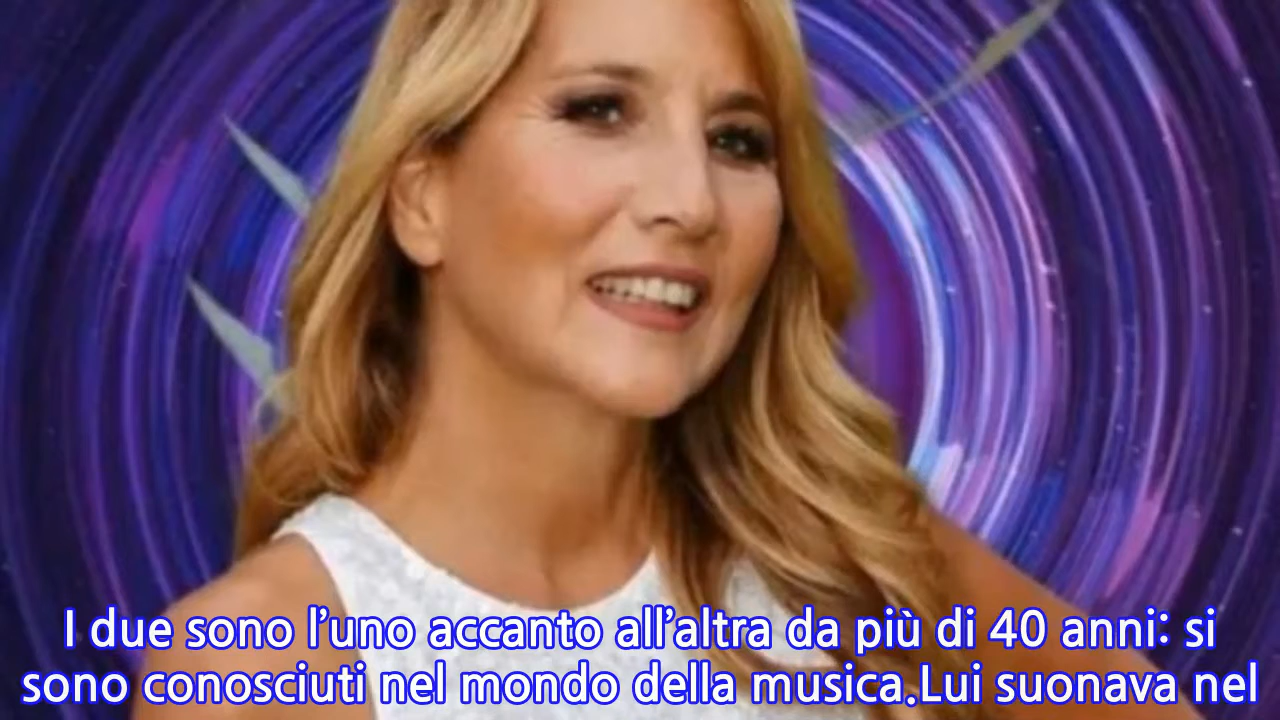 I due sono l'uno accanto all'altra da più di 40 anni: si
sono conosciuti nel mondo della musica.Lui suonava nel